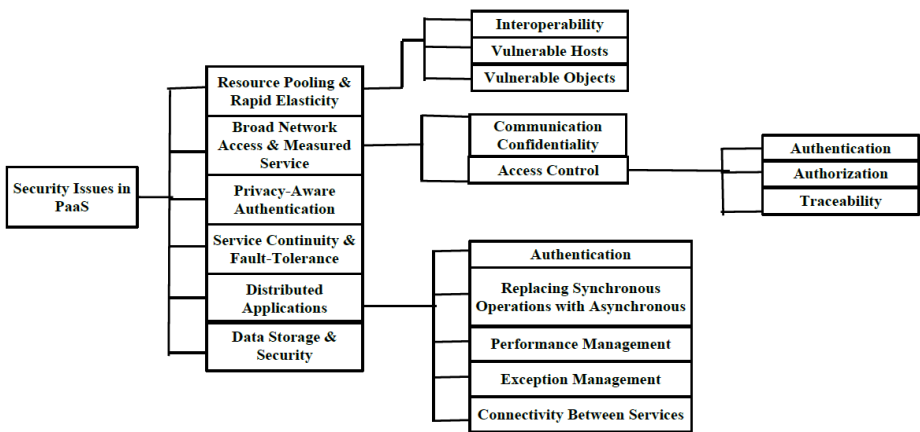 Security Issues in
PaaS
Resource Pooling &
Rapid Elasticity
Broad Network
Access & Measured
Service
Privacy-Aware
Authentication
Service Continuity &
Fault-Tolerance
Distributed
Applications
Data Storage &
Security
Interoperability
Vulnerable Hosts
Vulnerable Objects
Communication
Confidentiality
Access Control
Authentication
Authorization
Traceability
Authentication
Replacing Synchronous
Operations with Asynchronous
Performance Management
Exception Management
Connectivity Between Services